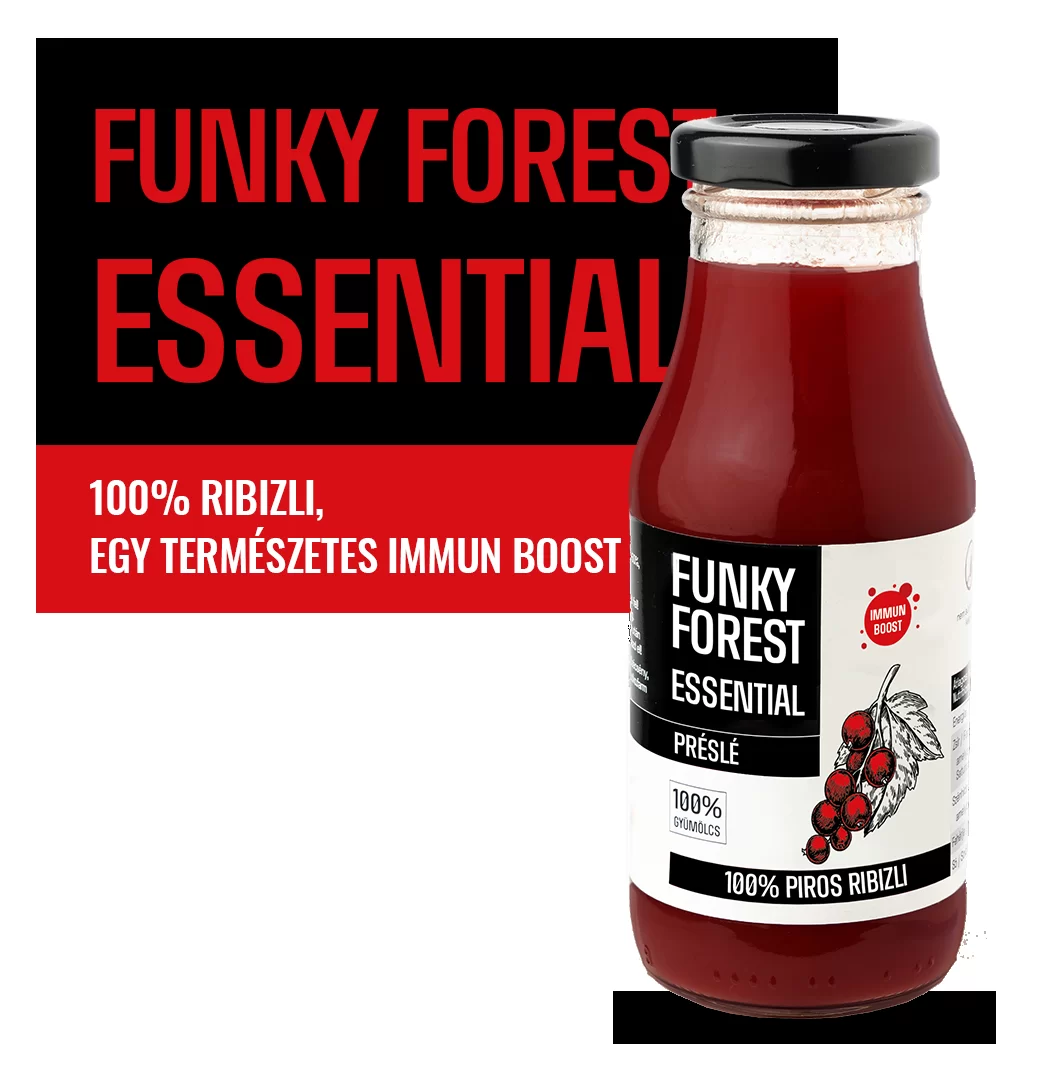 FUNKY FOREST
ESSENTIAL
100% RIBIZLI,
EGY TERMÉSZETES IMMUN BOOST
FUNKY
FOREST
ESSENTIAL
PRÉSLÉ
100%
GYÜMÖLCS
IMMUN
BOOST
100% PIROS RIBIZLI